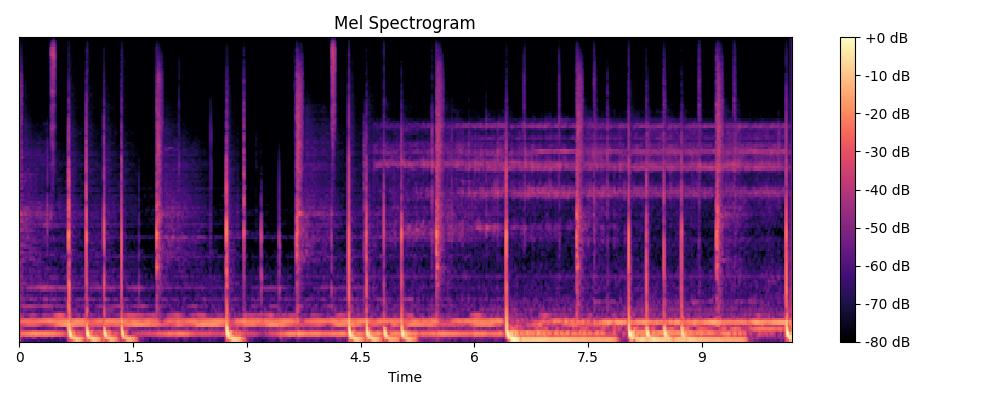 Mel Spectrogram
+0 dB
-10 dB
-20 dB
-30 dB
-40 dB
-50 dB
-60 dB
-70 dB
-80 dB
0 1.5 3 4.5 6 7.5 9
Time